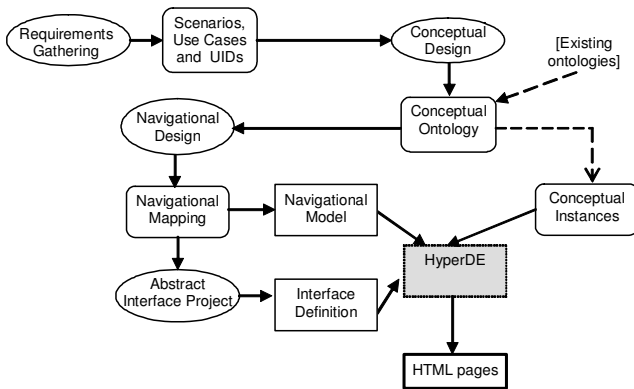 Requirements
Gathering
Scenarios,
Use Cases
and UIDs
Conceptual
Design
[Existing
ontologies]
Navigational
Design
Conceptual
Ontology
Navigational
Mapping
Navigational
Model
Conceptual
Instances
HyperDE
Abstract
Interface Project
Interface
Definition
HTML pages